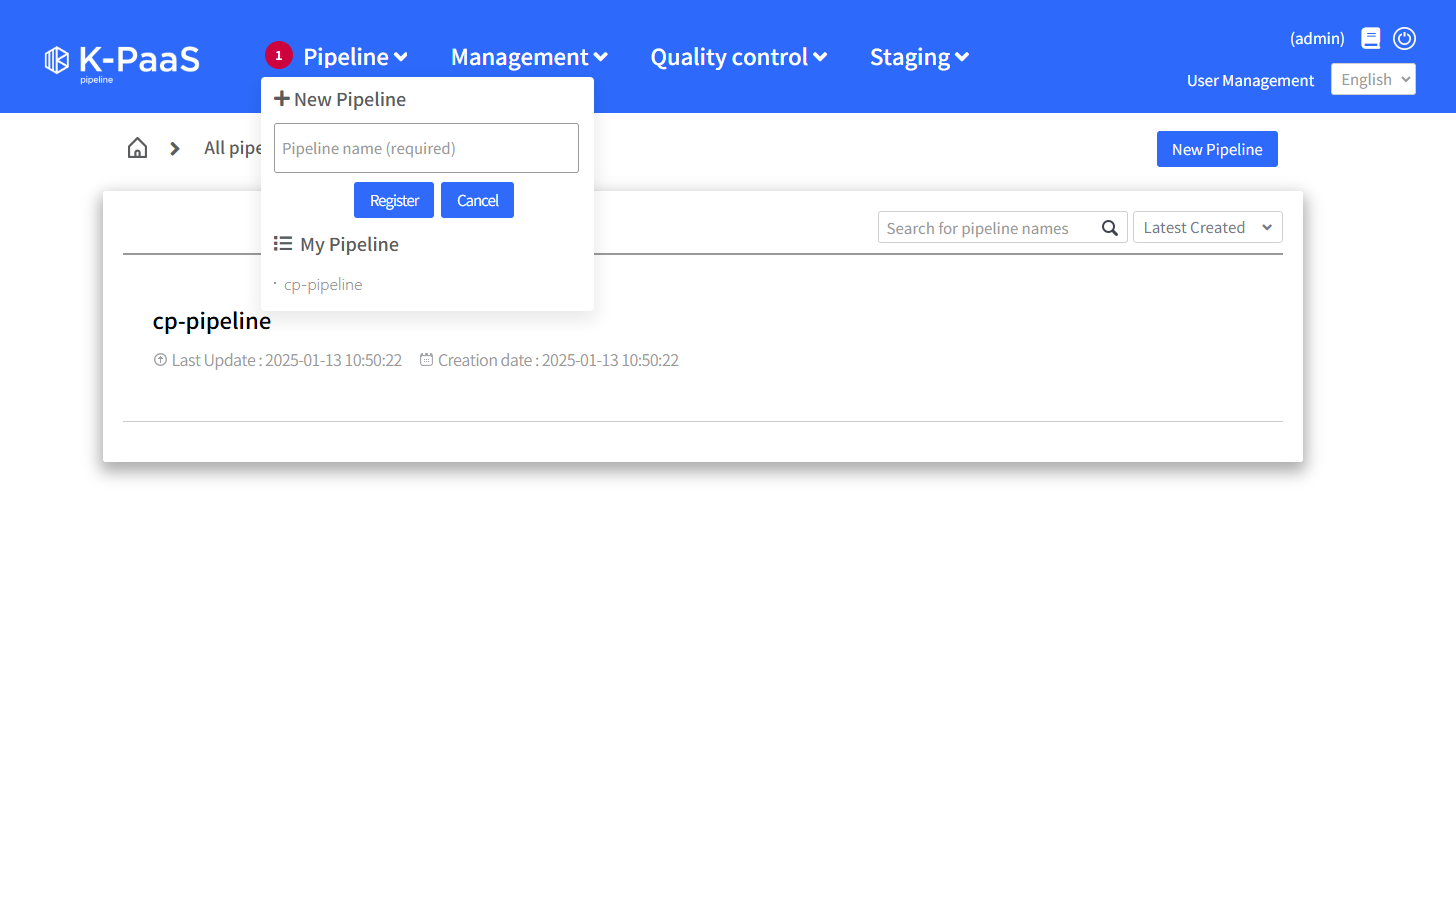 K-PaaS
pipeline
1 Pipeline Management Quality control Staging
(admin)
User Management English
New Pipeline
All pipe
Pipeline name (required)
New Pipeline
Register Cancel
My Pipeline
Search for pipeline names Latest Created
· cp-pipeline
cp-pipeline
Last Update : 2025-01-13 10:50:22 Creation date : 2025-01-13 10:50:22